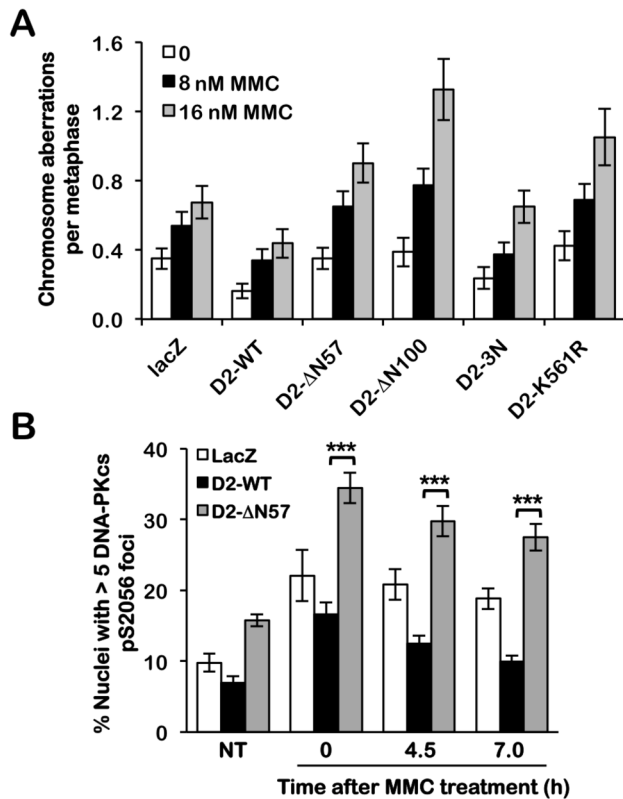 A
Chromosome aberrations
per metaphase
1.6
1.2
0.8
0.4
0.0
0
8 nM MMC
16 nM MMC
lacZ
D2-WT
D2-ΔN57
D2-ΔN100
D2-3N
D2-K561R
B
% Nuclei with > 5 DNA-PKcs
pS2056 foci
40
30
20
10
0
LacZ
D2-WT
D2-ΔN57
***
***
***
NT
0
4.5
7.0
Time after MMC treatment (h)